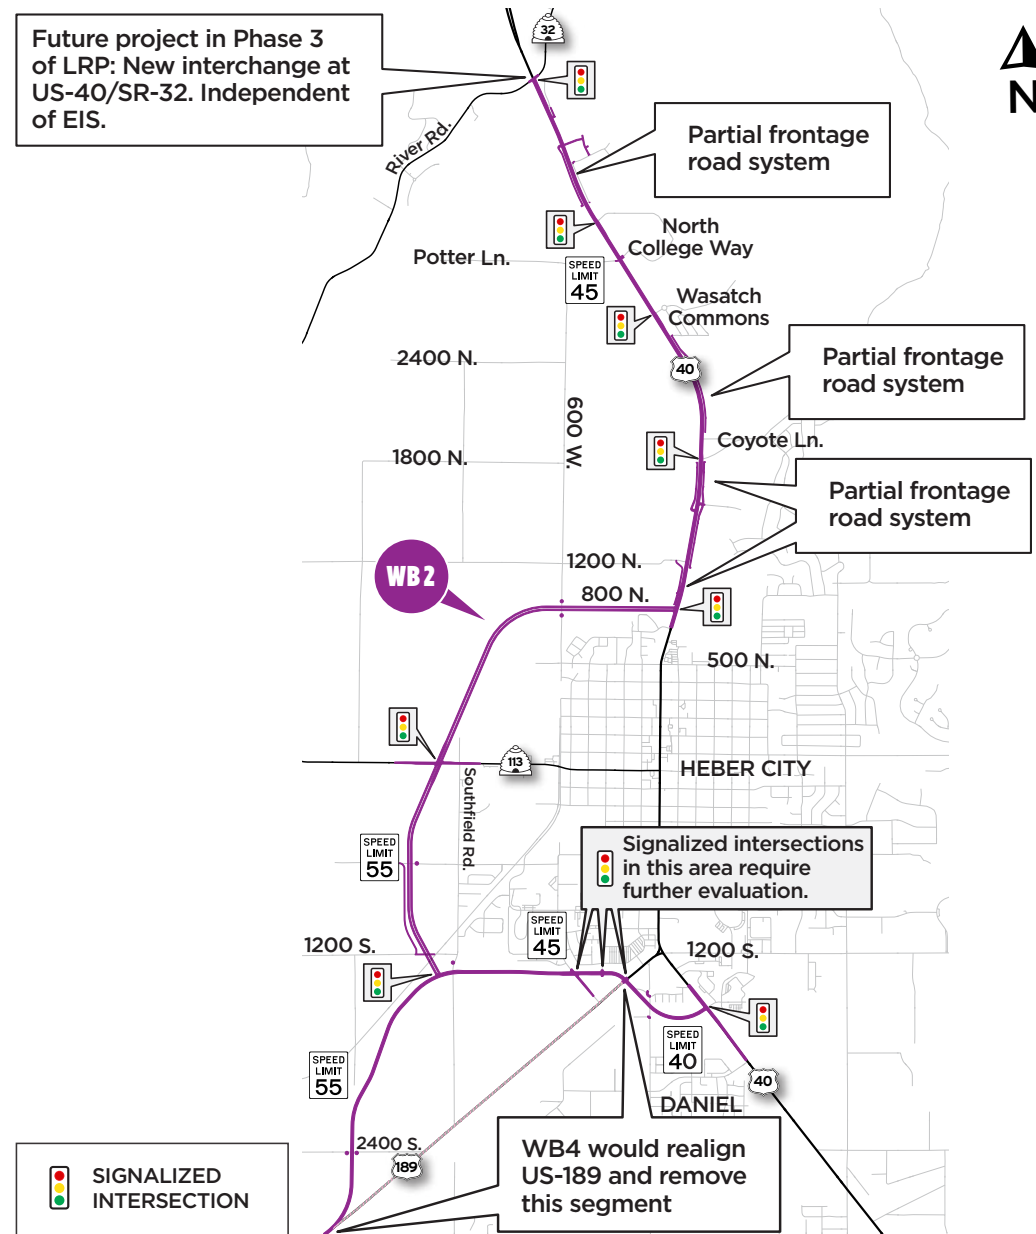 Future project in Phase 3
of LRP: New interchange at
US-40/SR-32. Independent
of EIS.
32
N
River Rd.
Partial frontage
road system
North
College Way
Potter Ln.
SPEED
LIMIT
45
Wasatch
Commons
2400 N.
40
Partial frontage
road system
600 W.
Coyote Ln.
1800 N.
Partial frontage
road system
1200 N.
WB2
800 N.
500 N.
113
HEBER CITY
Southfield Rd.
SPEED
LIMIT
55
Signalized intersections
in this area require
further evaluation.
SPEED
LIMIT
45
1200 S.
1200 S.
SPEED
LIMIT
40
SPEED
LIMIT
55
40
DANIEL
2400 S.
189
WB4 would realign
US-189 and remove
this segment
SIGNALIZED
INTERSECTION